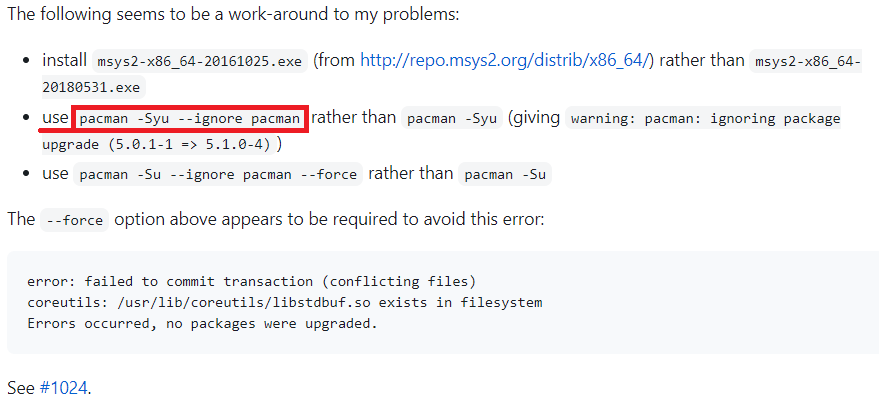 The following seems to be a work-around to my problems:
• install msys2-x86_64-20161025.exe (from http://repo.msys2.org/distrib/x86_64/) rather than msys2-x86_64-
20180531.exe
• use pacman -Syu --ignore pacman rather than pacman -Syu (giving warning: pacman: ignoring package
upgrade (5.0.1-1 => 5.1.0-4) )
• use pacman -Su --ignore pacman --force rather than pacman -Su
The --force option above appears to be required to avoid this error:
error: failed to commit transaction (conflicting files)
coreutils: /usr/lib/coreutils/libstdbuf.so exists in filesystem
Errors occurred, no packages were upgraded.
See #1024.